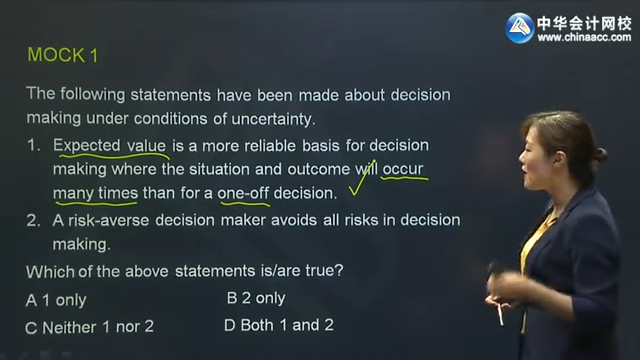 中华会计网校
www.chinaacc.com
MOCK 1
The following statements have been made about decision
making under conditions of uncertainty.
1. Expected value is a more reliable basis for decision
making where the situation and outcome will occur
many times than for a one-off decision.
2. A risk-averse decision maker avoids all risks in decision
making.
Which of the above statements is/are true?
A 1 only
B 2 only
C Neither 1 nor 2
D Both 1 and 2